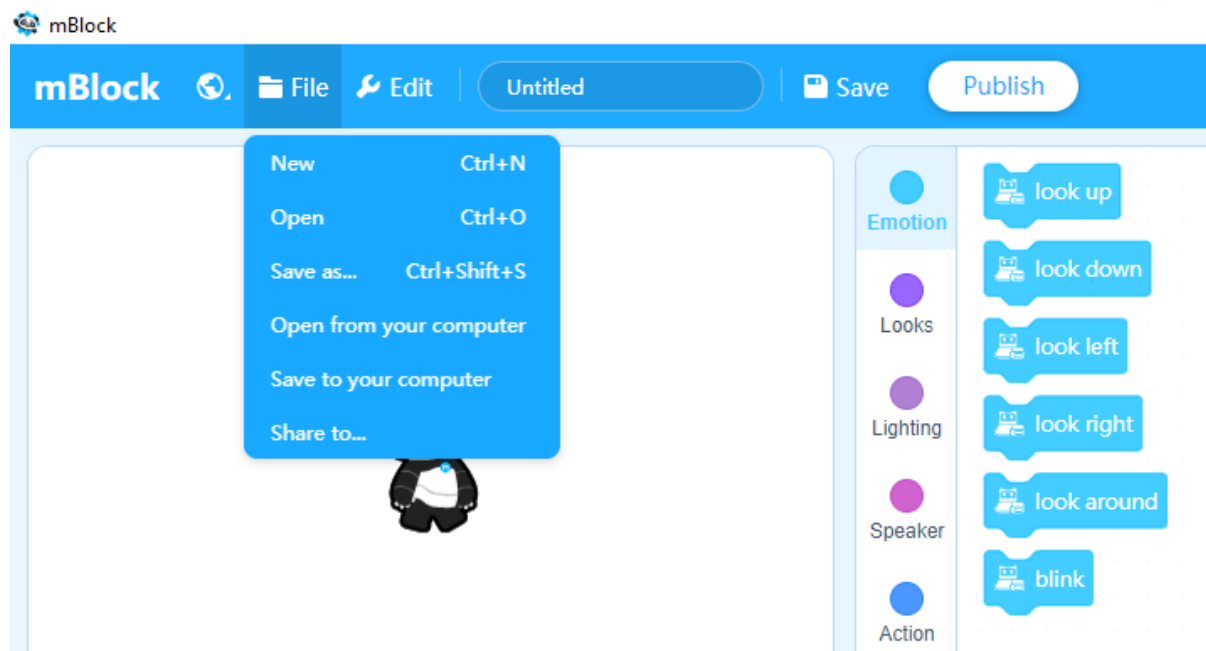 mBlock
mBlock File Edit Untitled Save Publish
New Ctrl+N
Open Ctrl+O
Save as... Ctrl+Shift+S
Open from your computer
Save to your computer
Share to...
Emotion
Looks
Lighting
Speaker
Action
look up
look down
look left
look right
look around
blink